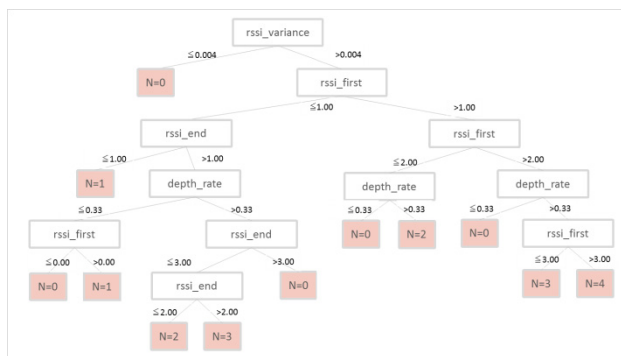 rssi_variance
≦0.004 >0.004
N=0 rssi_first
≦1.00 >1.00
rssi_end rssi_first
≦1.00 >1.00 ≦2.00 >2.00
N=1 depth_rate depth_rate depth_rate
≦0.33 >0.33 ≦0.33 >0.33 ≦0.33 >0.33
rssi_first rssi_end N=0 N=2 N=0 rssi_first
≦0.00 >0.00 ≦3.00 >3.00 ≦3.00 >3.00
N=0 N=1 rssi_end N=0 N=3 N=4
≦2.00 >2.00
N=2 N=3